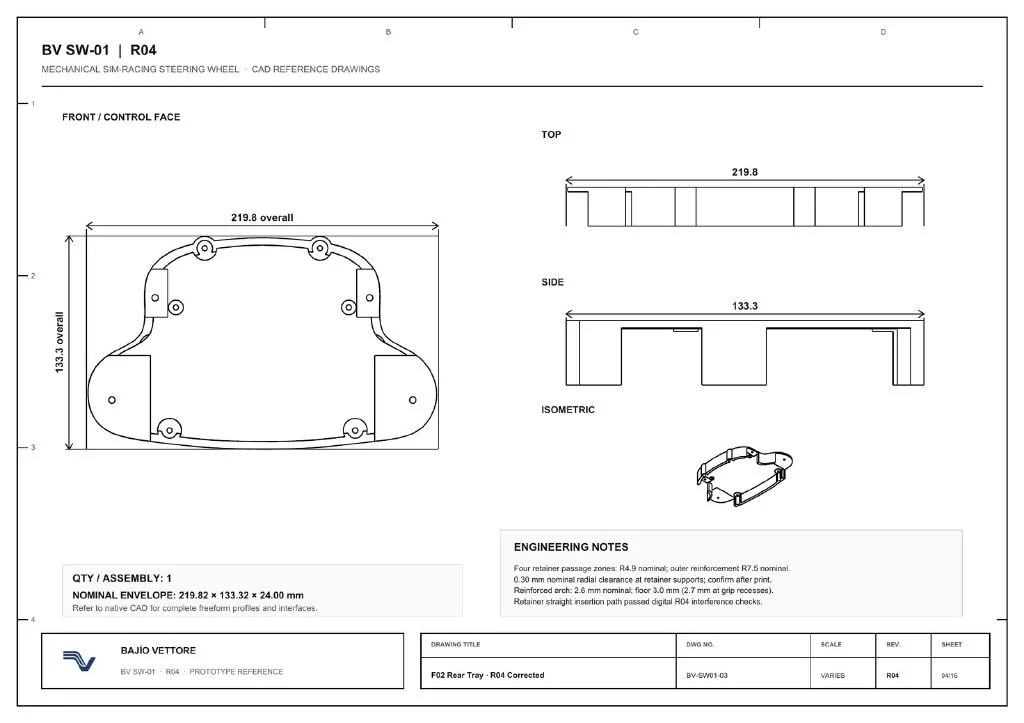 A B C D
BV SW-01 | R04
MECHANICAL SIM-RACING STEERING WHEEL · CAD REFERENCE DRAWINGS
1
FRONT / CONTROL FACE
TOP
219.8
219.8 overall
133.3 overall
2
SIDE
133.3
ISOMETRIC
3
ENGINEERING NOTES
Four retainer passage zones: R4.9 nominal; outer reinforcement R7.5 nominal.
0.30 mm nominal radial clearance at retainer supports; confirm after print.
Reinforced arch: 2.6 mm nominal; floor 3.0 mm (2.7 mm at grip recesses).
Retainer straight insertion path passed digital R04 interference checks.
QTY / ASSEMBLY: 1
NOMINAL ENVELOPE: 219.82 × 133.32 × 24.00 mm
Refer to native CAD for complete freeform profiles and interfaces.
4
BAJÍO VETTORE
BV SW-01 · R04 · PROTOTYPE REFERENCE
DRAWING TITLE DWG NO. SCALE REV. SHEET
F02 Rear Tray · R04 Corrected BV-SW01-03 VARIES R04 04/16